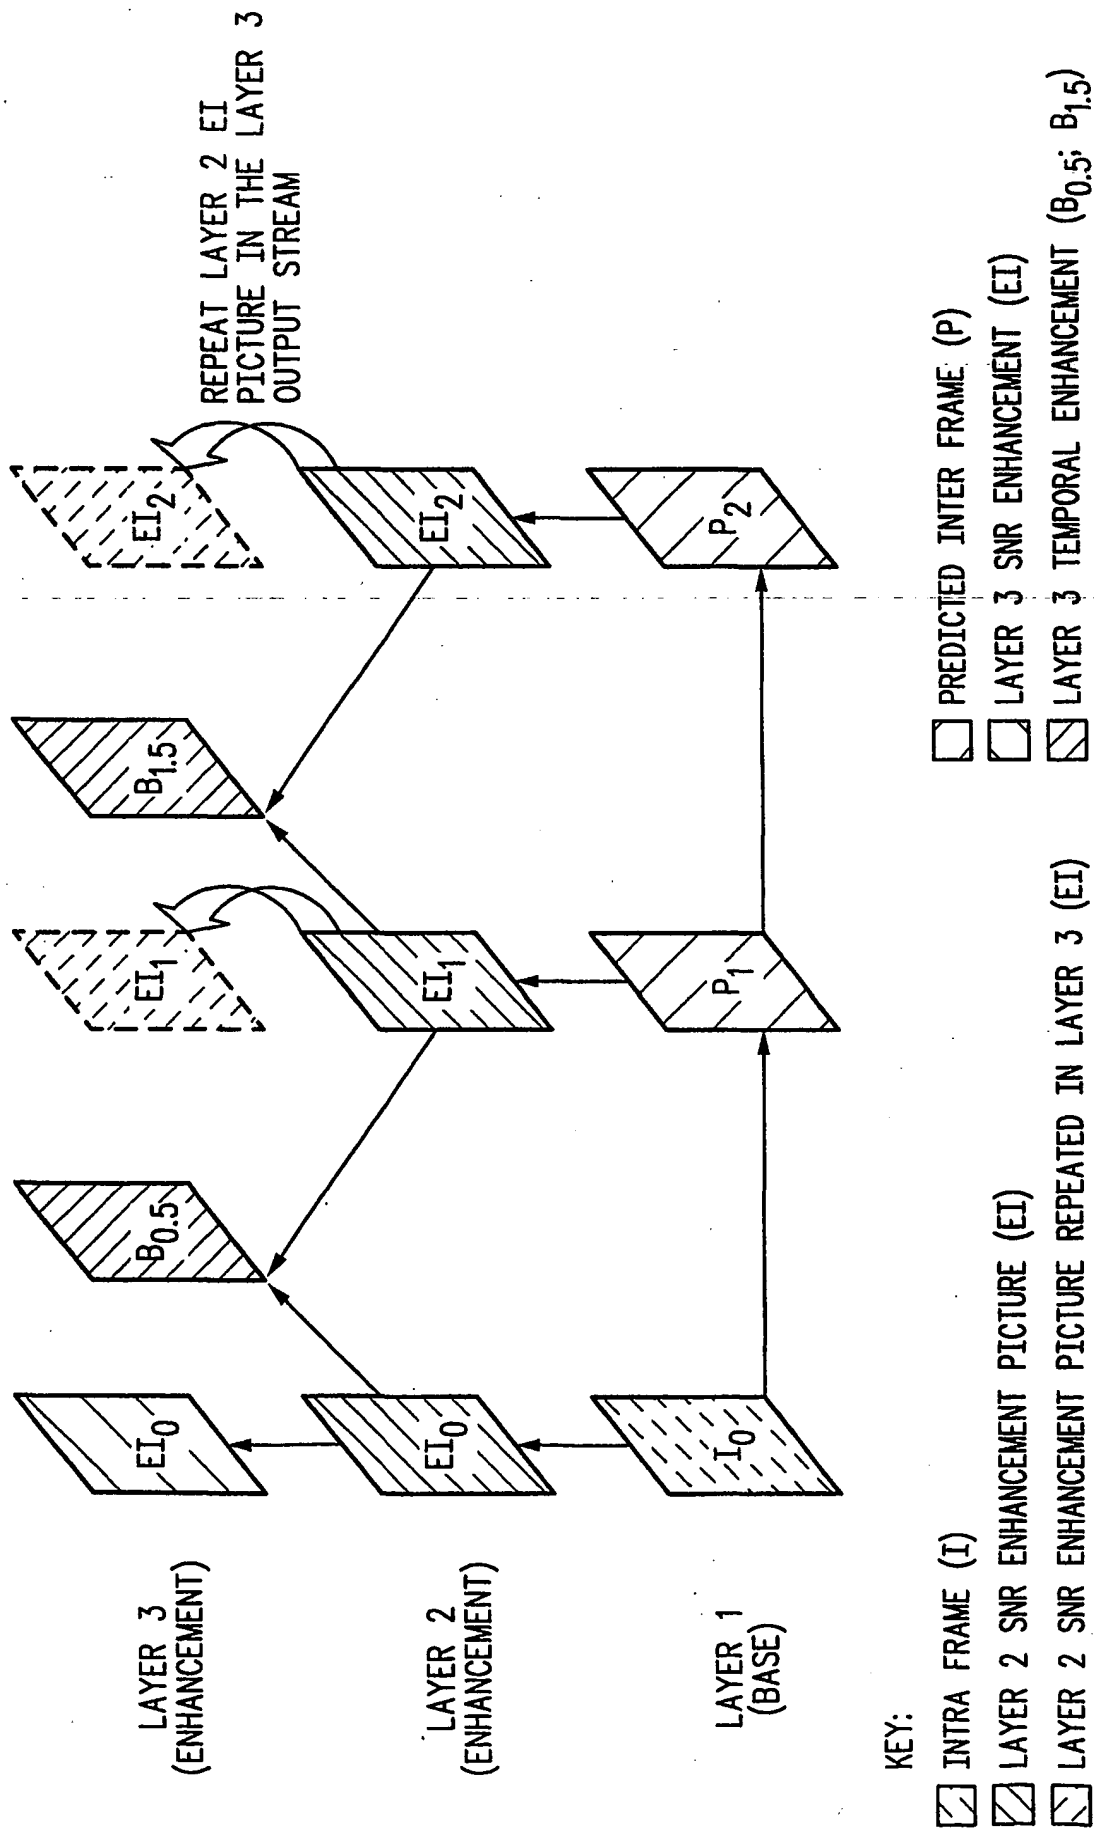 LAYER 3
(ENHANCEMENT)
EI0
B0.5
EI1
B1.5
EI2
REPEAT LAYER 2 EI
PICTURE IN THE LAYER 3
OUTPUT STREAM
LAYER 2
(ENHANCEMENT)
EI0
EI1
EI2
LAYER 1
(BASE)
I0
P1
P2
KEY:
INTRA FRAME (I)
LAYER 2 SNR ENHANCEMENT PICTURE (EI)
LAYER 2 SNR ENHANCEMENT PICTURE REPEATED IN LAYER 3 (EI)
PREDICTED INTER FRAME (P)
LAYER 3 SNR ENHANCEMENT (EI)
LAYER 3 TEMPORAL ENHANCEMENT (B0.5; B1.5)